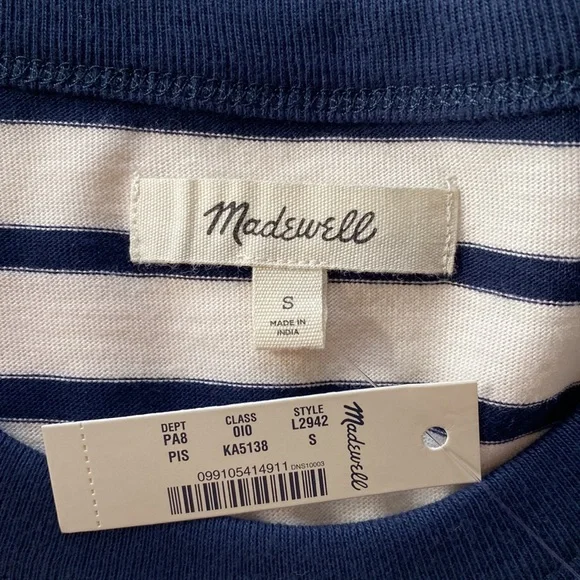 Madewell
S
MADE IN
INDIA
DEPT CLASS STYLE
PA8 010 L2942
PIS KA5138 S
099105414911 DNS10003
Madewell